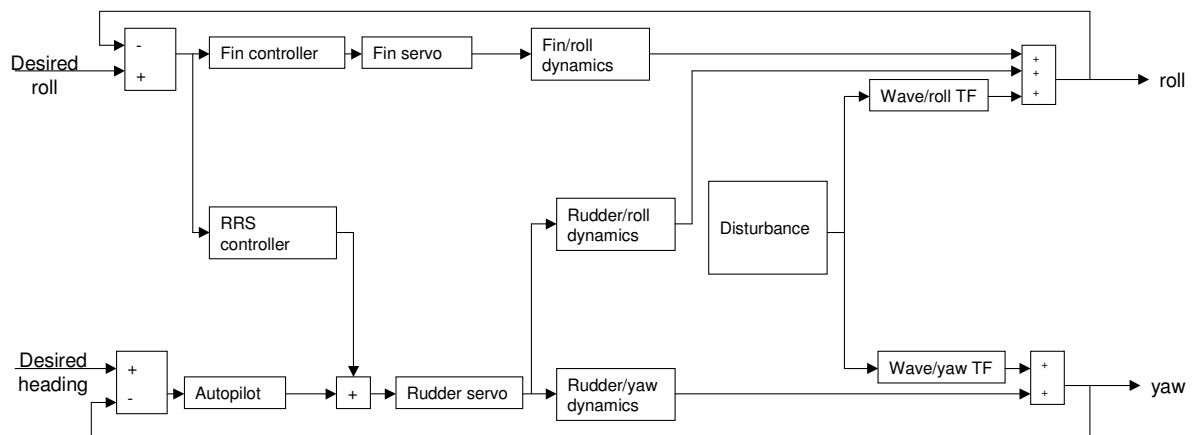 -
+
Desired
roll
Fin controller
Fin servo
Fin/roll
dynamics
+
+
+
roll
Wave/roll TF
RRS
controller
Rudder/roll
dynamics
Disturbance
Desired
heading
+
-
Autopilot
+
Rudder servo
Rudder/yaw
dynamics
Wave/yaw TF
+
+
yaw